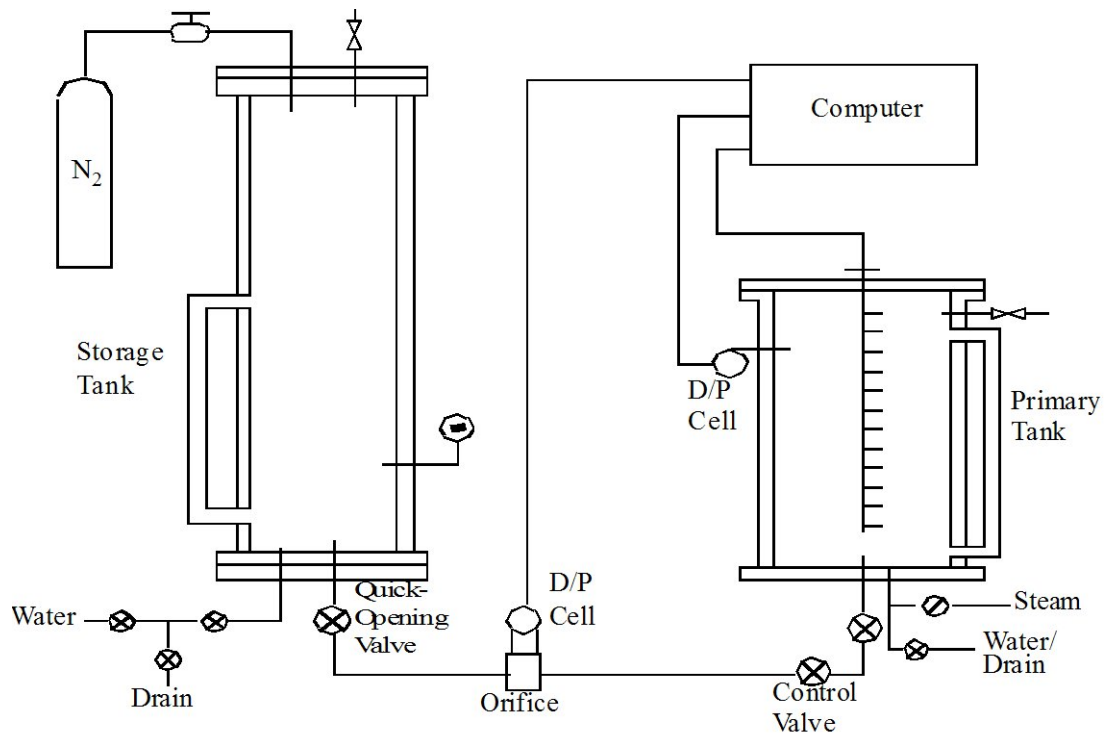 N2
Computer
Storage
Tank
D/P
Cell
Primary
Tank
Water
Drain
Quick-
Opening
Valve
D/P
Cell
Orifice
Control
Valve
Steam
Water/
Drain